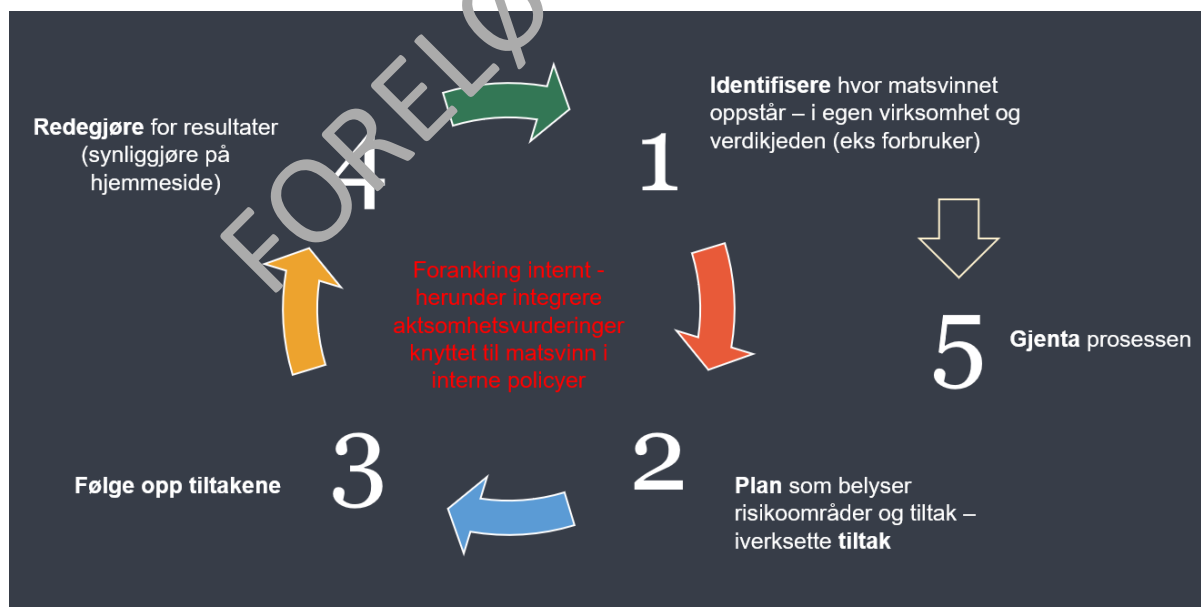 FORELØ
1
Identifisere hvor matsvinnet
oppstår – i egen virksomhet og
verdikjeden (eks forbruker)
5
Gjenta prosessen
2
Plan som belyser
risikoområder og tiltak –
iverksette tiltak
3
Følge opp tiltakene
4
Redegjøre for resultater
(synliggjøre på
hjemmeside)
Forankring internt -
herunder integrere
aktsomhetsvurderinger
knyttet til matsvinn i
interne policyer